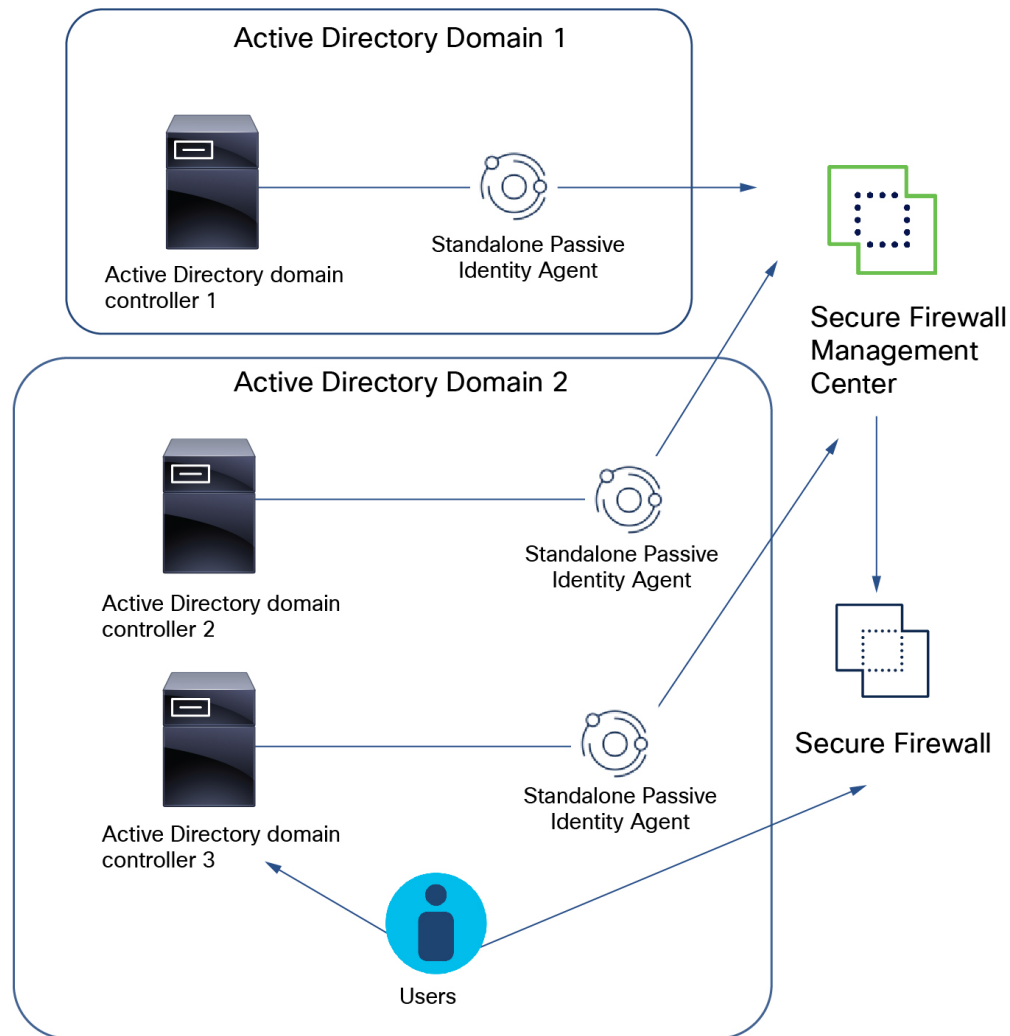 Active Directory Domain 1
Active Directory domain
controller 1
Standalone Passive
Identity Agent
Secure Firewall
Management
Center
Active Directory Domain 2
Active Directory domain
controller 2
Standalone Passive
Identity Agent
Secure Firewall
Active Directory domain
controller 3
Standalone Passive
Identity Agent
Users